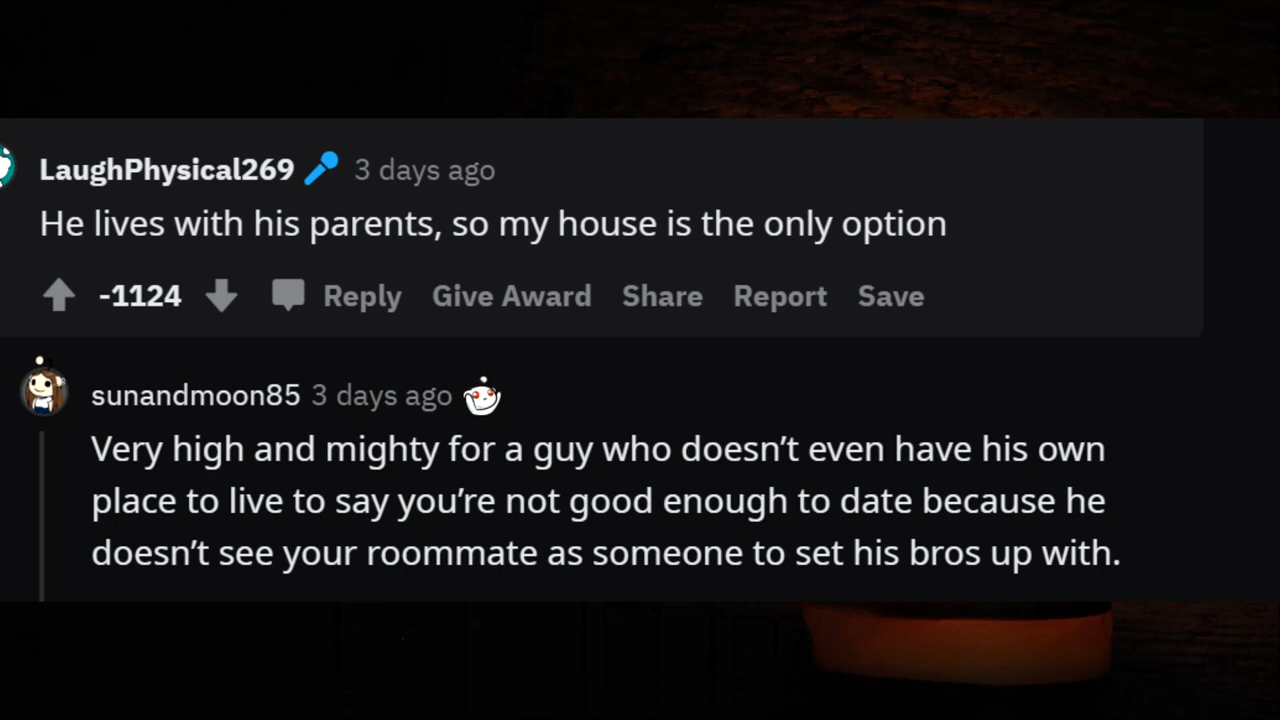 LaughPhysical269 3 days ago
He lives with his parents, so my house is the only option
-1124 Reply Give Award Share Report Save
sunandmoon85 3 days ago
Very high and mighty for a guy who doesn’t even have his own
place to live to say you’re not good enough to date because he
doesn’t see your roommate as someone to set his bros up with.